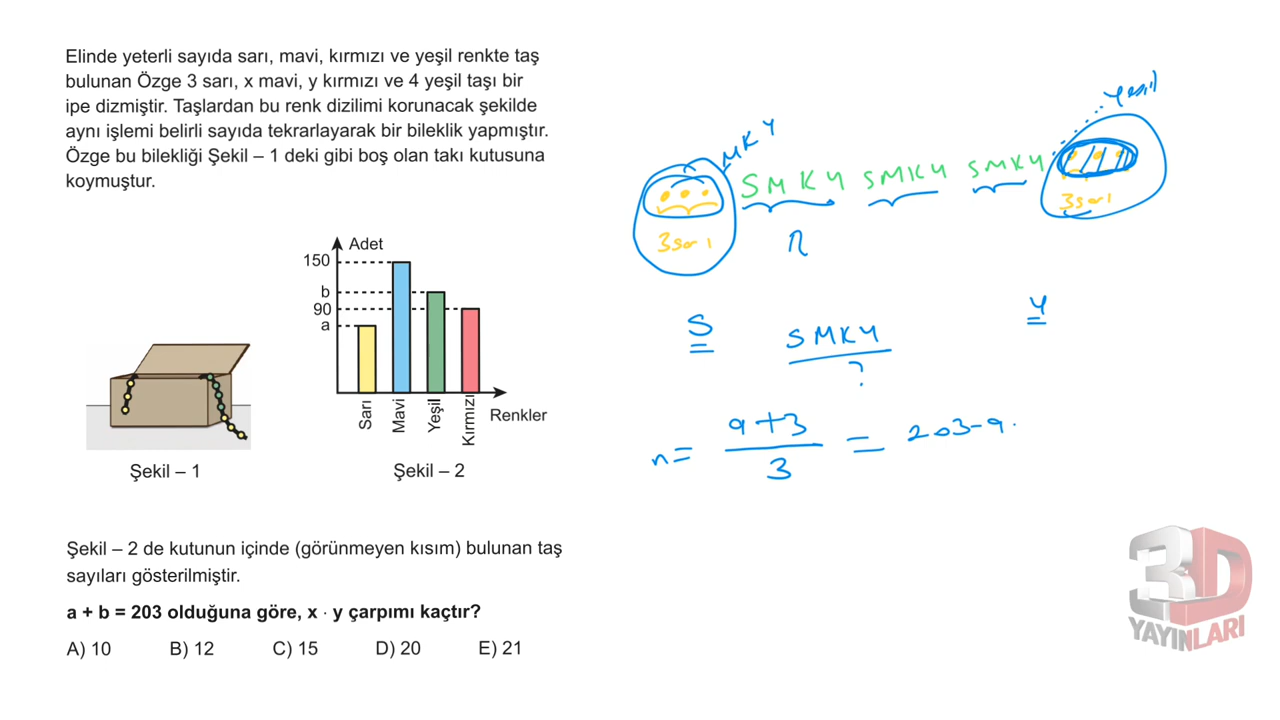 Elinde yeterli sayıda sarı, mavi, kırmızı ve yeşil renkte taş
bulunan Özge 3 sarı, x mavi, y kırmızı ve 4 yeşil taşı bir
ipe dizmiştir. Taşlardan bu renk dizilimi korunacak şekilde
aynı işlemi belirli sayıda tekrarlayarak bir bileklik yapmıştır.
Özge bu bilekliği Şekil – 1 deki gibi boş olan takı kutusuna
koymuştur.
Adet
150
b
90
a
Sarı
Mavi
Yeşil
Kırmızı
Renkler
Şekil – 1
Şekil – 2
Şekil – 2 de kutunun içinde (görünmeyen kısım) bulunan taş
sayıları gösterilmiştir.
a + b = 203 olduğuna göre, x · y çarpımı kaçtır?
A) 10 B) 12 C) 15 D) 20 E) 21
Yeşil
MKY
SMKY SMKY SMKY
3 sarı
3 sarı
n
S
SMKY
Y
?
n = a+3 / 3 = 203-a
3D
YAYINLARI